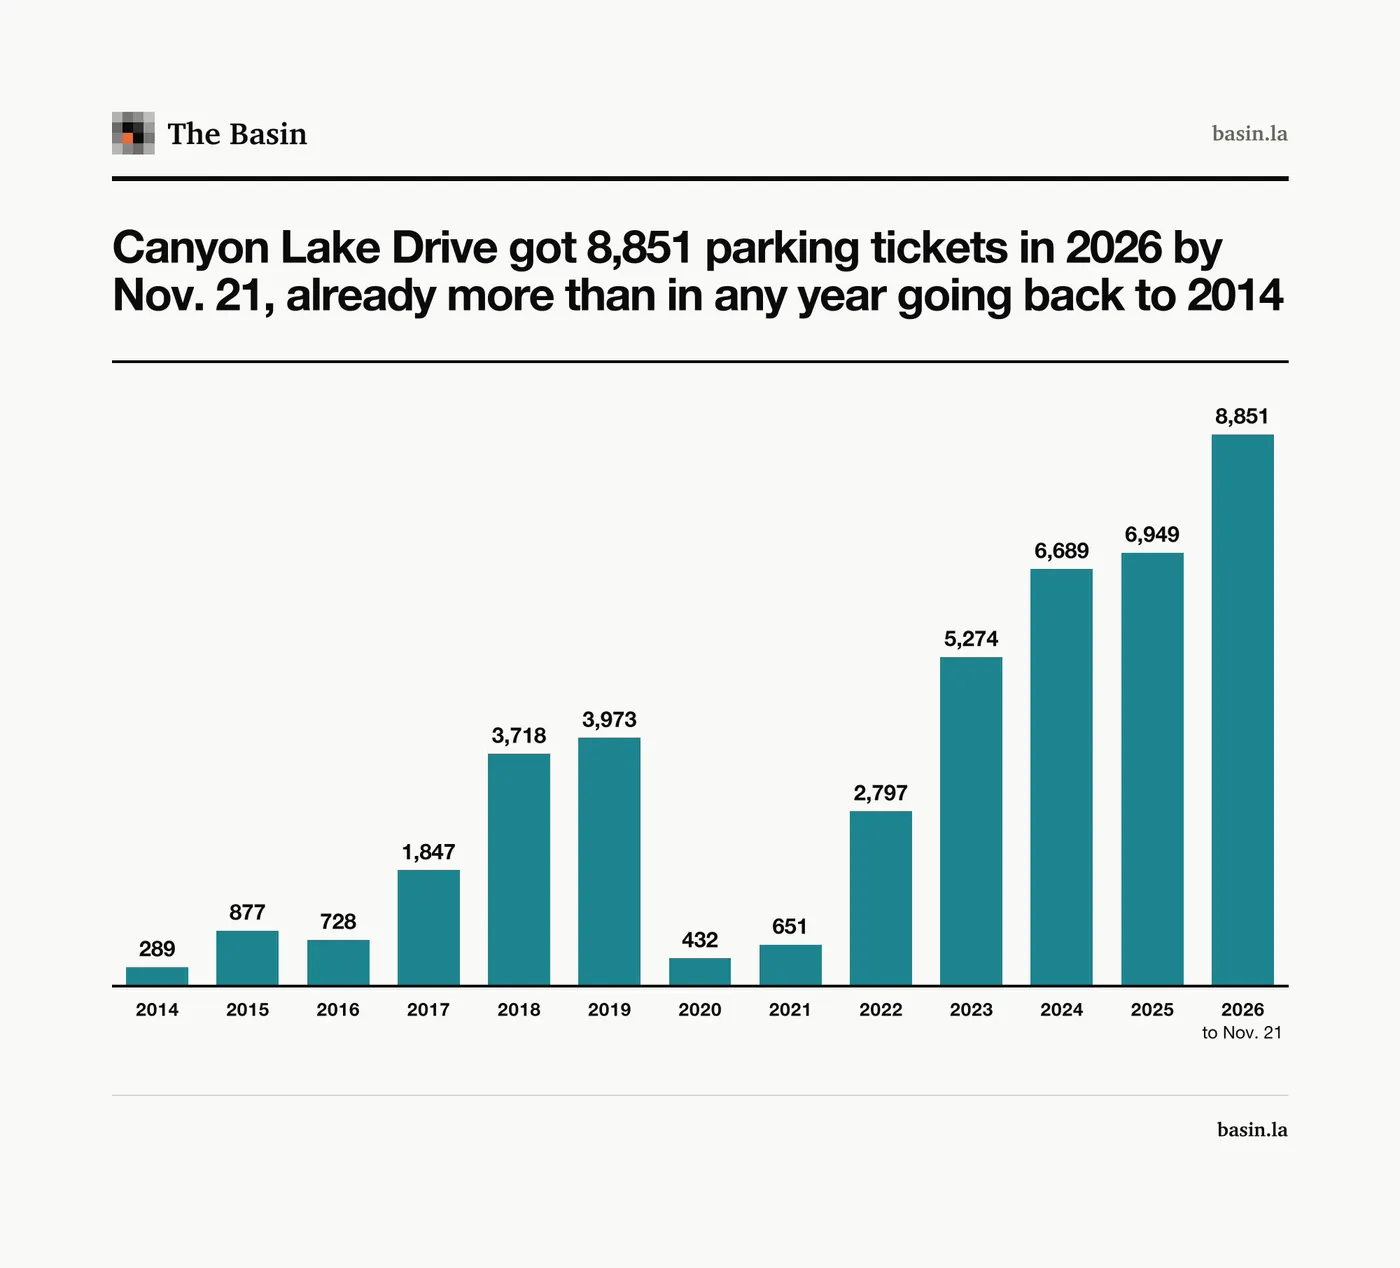 The Basin
basin.la
Canyon Lake Drive got 8,851 parking tickets in 2026 by
Nov. 21, already more than in any year going back to 2014
8,851
6,949
6,689
5,274
3,973
3,718
2,797
1,847
877
728
651
432
289
2014 2015 2016 2017 2018 2019 2020 2021 2022 2023 2024 2025 2026
to Nov. 21
basin.la